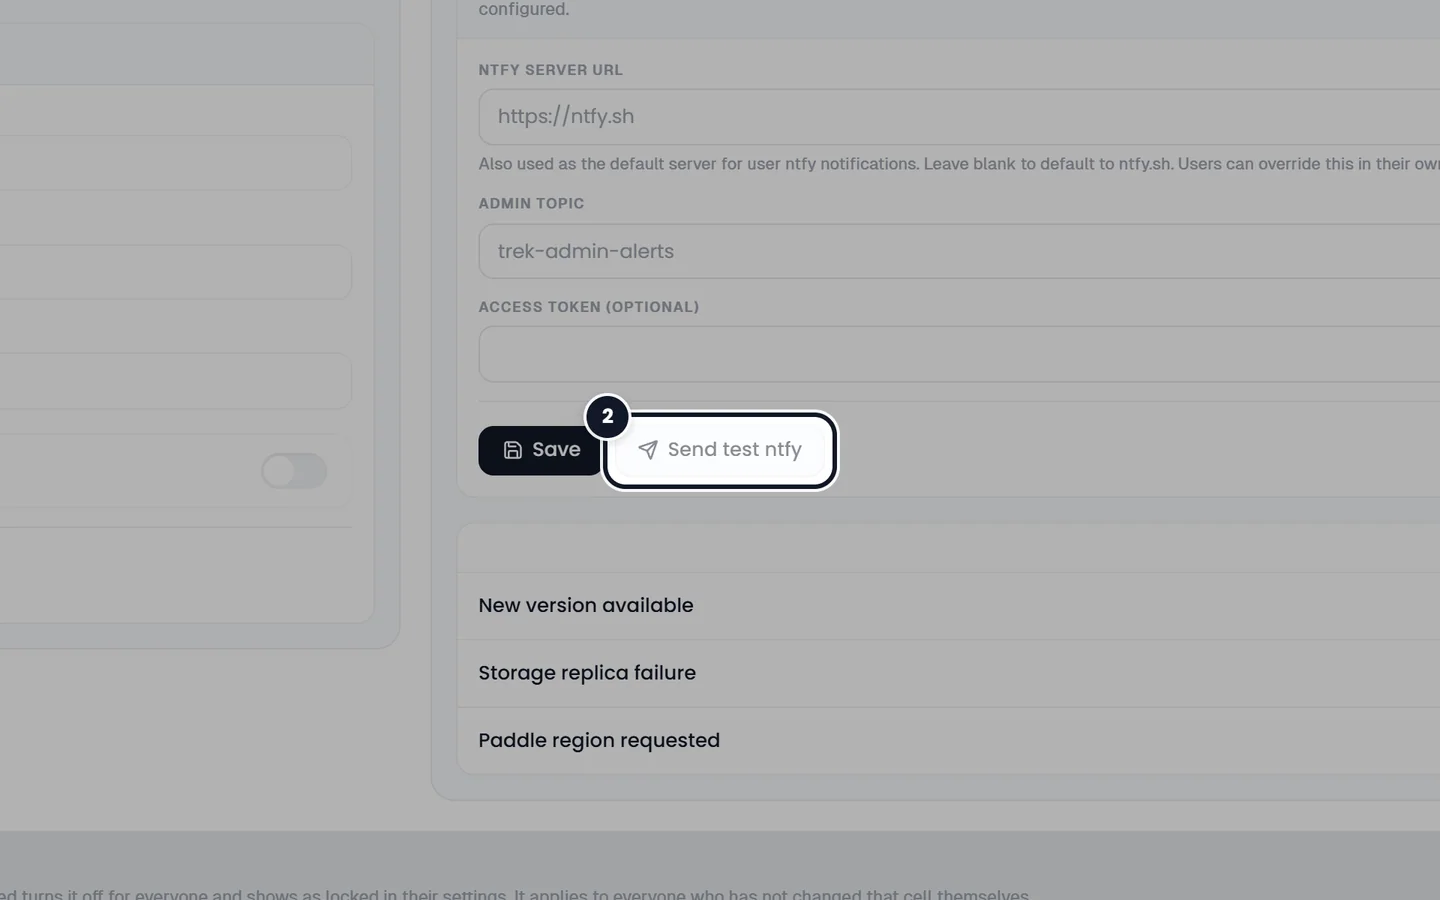 configured.
NTFY SERVER URL
https://ntfy.sh
Also used as the default server for user ntfy notifications. Leave blank to default to ntfy.sh. Users can override this in their own
ADMIN TOPIC
trek-admin-alerts
ACCESS TOKEN (OPTIONAL)
2
Save
Send test ntfy
New version available
Storage replica failure
Paddle region requested
turns it off for everyone and shows as locked in their settings. It applies to everyone who has not changed that cell themselves.